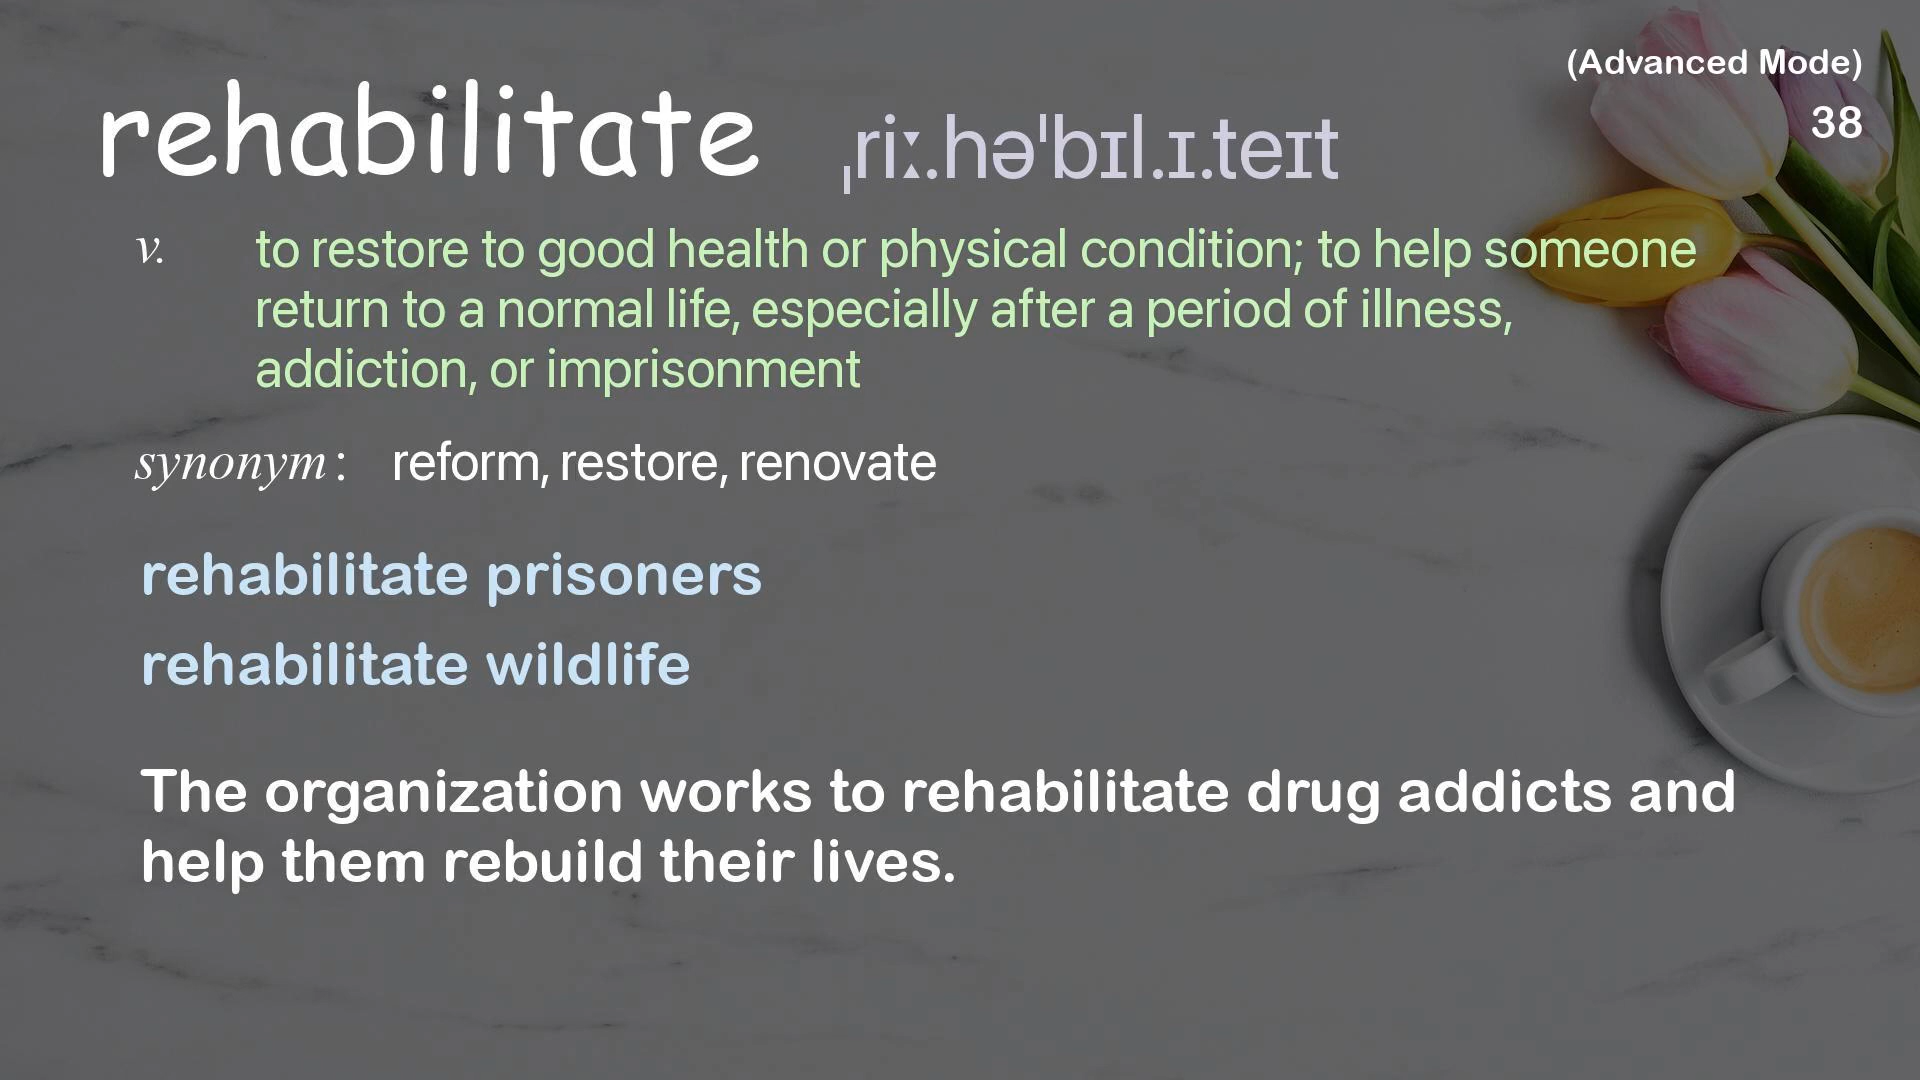 (Advanced Mode)
38
rehabilitate ˌriː.həˈbɪl.ɪ.teɪt
v. to restore to good health or physical condition; to help someone
return to a normal life, especially after a period of illness,
addiction, or imprisonment
synonym: reform, restore, renovate
rehabilitate prisoners
rehabilitate wildlife
The organization works to rehabilitate drug addicts and
help them rebuild their lives.